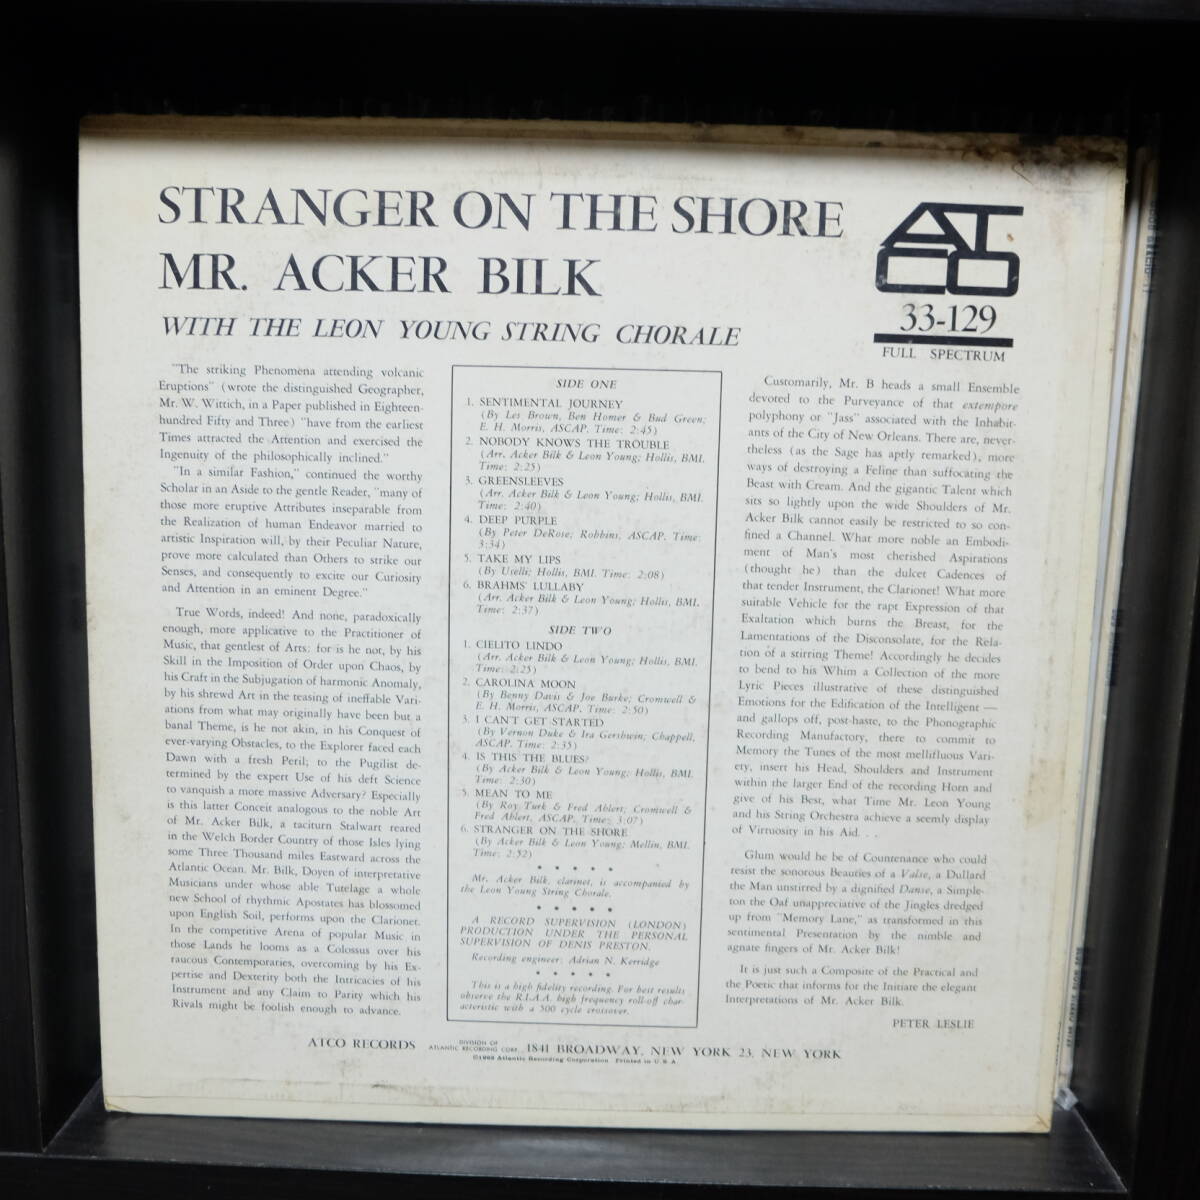 STRANGER ON THE SHORE
MR. ACKER BILK
WITH THE LEON YOUNG STRING CHORALE
ATCO
33-129
FULL SPECTRUM
"The striking Phenomena attending volcanic
Eruptions" (wrote the distinguished Geographer,
Mr. W. Wittich, in a Paper published in Eighteen-
hundred Fifty and Three) "have from the earliest
Times attracted the Attention and exercised the
Ingenuity of the philosophically inclined."
"In a similar Fashion," continued the worthy
Scholar in an Aside to the gentle Reader, "many of
those more eruptive Attributes inseparable from
the Realization of human Endeavor married to
artistic Inspiration will, by their Peculiar Nature,
prove more calculated than Others to strike our
Senses, and consequently to excite our Curiosity
and Attention in an eminent Degree."
True Words, indeed! And none, paradoxically
enough, more applicative to the Practitioner of
Music, that gentlest of Arts: for is he not, by his
Skill in the Imposition of Order upon Chaos, by
his Craft in the Subjugation of harmonic Anomaly,
by his shrewd Art in the teasing of ineffable Vari-
ations from what may originally have been but a
banal Theme, is he not akin, in his Conquest of
ever-varying Obstacles, to the Explorer faced each
Dawn with a fresh Peril; to the Pugilist de-
termined by the expert Use of his deft Science
to vanquish a more massive Adversary? Especially
is this latter Conceit analogous to the noble Art
of Mr. Acker Bilk, a taciturn Stalwart reared
in the Welch Border Country of those Isles lying
some Three Thousand miles Eastward across the
Atlantic Ocean. Mr. Bilk, Doyen of interpretative
Musicians under whose able Tutelage a whole
new School of rhythmic Apostates has blossomed
upon English Soil, performs upon the Clarionet.
In the competitive Arena of popular Music in
those Lands he looms as a Colossus over his
raucous Contemporaries, overcoming by his Ex-
pertise and Dexterity both the Intricacies of his
Instrument and any Claim to Parity which his
Rivals might be foolish enough to advance.
SIDE ONE
1. SENTIMENTAL JOURNEY
(By Les Brown, Ben Homer & Bud Green;
E. H. Morris, ASCAP. Time: 2:45)
2. NOBODY KNOWS THE TROUBLE
(Arr. Acker Bilk & Leon Young; Hollis, BMI.
Time: 2:25)
3. GREENSLEEVES
(Arr. Acker Bilk & Leon Young; Hollis, BMI.
Time: 2:40)
4. DEEP PURPLE
(By Peter DeRose; Robbins, ASCAP. Time:
3:34)
5. TAKE MY LIPS
(By Uselli; Hollis, BMI. Time: 2:08)
6. BRAHMS' LULLABY
(Arr. Acker Bilk & Leon Young; Hollis, BMI.
Time: 2:37)
SIDE TWO
1. CIELITO LINDO
(Arr. Acker Bilk & Leon Young; Hollis, BMI.
Time: 2:25)
2. CAROLINA MOON
(By Benny Davis & Joe Burke; Cromwell &
E. H. Morris, ASCAP. Time: 2:50)
3. I CAN'T GET STARTED
(By Vernon Duke & Ira Gershwin; Chappell,
ASCAP. Time: 2:35)
4. IS THIS THE BLUES?
(By Acker Bilk & Leon Young; Hollis, BMI.
Time: 2:30)
5. MEAN TO ME
(By Roy Turk & Fred Ahlert; Cromwell &
Fred Ahlert, ASCAP. Time: 3:07)
6. STRANGER ON THE SHORE
(By Acker Bilk & Leon Young; Mellin, BMI.
Time: 2:52)
* * * * *
Mr. Acker Bilk, clarinet, is accompanied by
the Leon Young String Chorale.
* * * * *
A RECORD SUPERVISION (LONDON)
PRODUCTION UNDER THE PERSONAL
SUPERVISION OF DENIS PRESTON.
Recording engineer: Adrian N. Kerridge
* * * * *
This is a high fidelity recording. For best results
observe the R.I.A.A. high frequency roll-off char-
acteristic with a 500 cycle crossover.
Customarily, Mr. B heads a small Ensemble
devoted to the Purveyance of that extempore
polyphony or "Jass" associated with the Inhabit-
ants of the City of New Orleans. There are, never-
theless (as the Sage has aptly remarked), more
ways of destroying a Feline than suffocating the
Beast with Cream. And the gigantic Talent which
sits so lightly upon the wide Shoulders of Mr.
Acker Bilk cannot easily be restricted to so con-
fined a Channel. What more noble an Embodi-
ment of Man's most cherished Aspirations
(thought he) than the dulcet Cadences of
that tender Instrument, the Clarionet! What more
suitable Vehicle for the rapt Expression of that
Exaltation which burns the Breast, for the
Lamentations of the Disconsolate, for the Rela-
tion of a stirring Theme! Accordingly he decides
to bend to his Whim a Collection of the more
Lyric Pieces illustrative of these distinguished
Emotions for the Edification of the Intelligent —
and gallops off, post-haste, to the Phonographic
Recording Manufactory, there to commit to
Memory the Tunes of the most mellifluous Vari-
ety, insert his Head, Shoulders and Instrument
within the larger End of the recording Horn and
give of his Best, what Time Mr. Leon Young
and his String Orchestra achieve a seemly display
of Virtuosity in his Aid. . .
Glum would he be of Countenance who could
resist the sonorous Beauties of a Valse, a Dullard
the Man unstirred by a dignified Danse, a Simple-
ton the Oaf unappreciative of the Jingles dredged
up from "Memory Lane," as transformed in this
sentimental Presentation by the nimble and
agnate fingers of Mr. Acker Bilk!
It is just such a Composite of the Practical and
the Poetic that informs for the Initiate the elegant
Interpretations of Mr. Acker Bilk.
PETER LESLIE
ATCO RECORDS DIVISION OF ATLANTIC RECORDING CORP. 1841 BROADWAY, NEW YORK 23, NEW YORK
Atlantic Recording Corporation Printed in U.S.A.